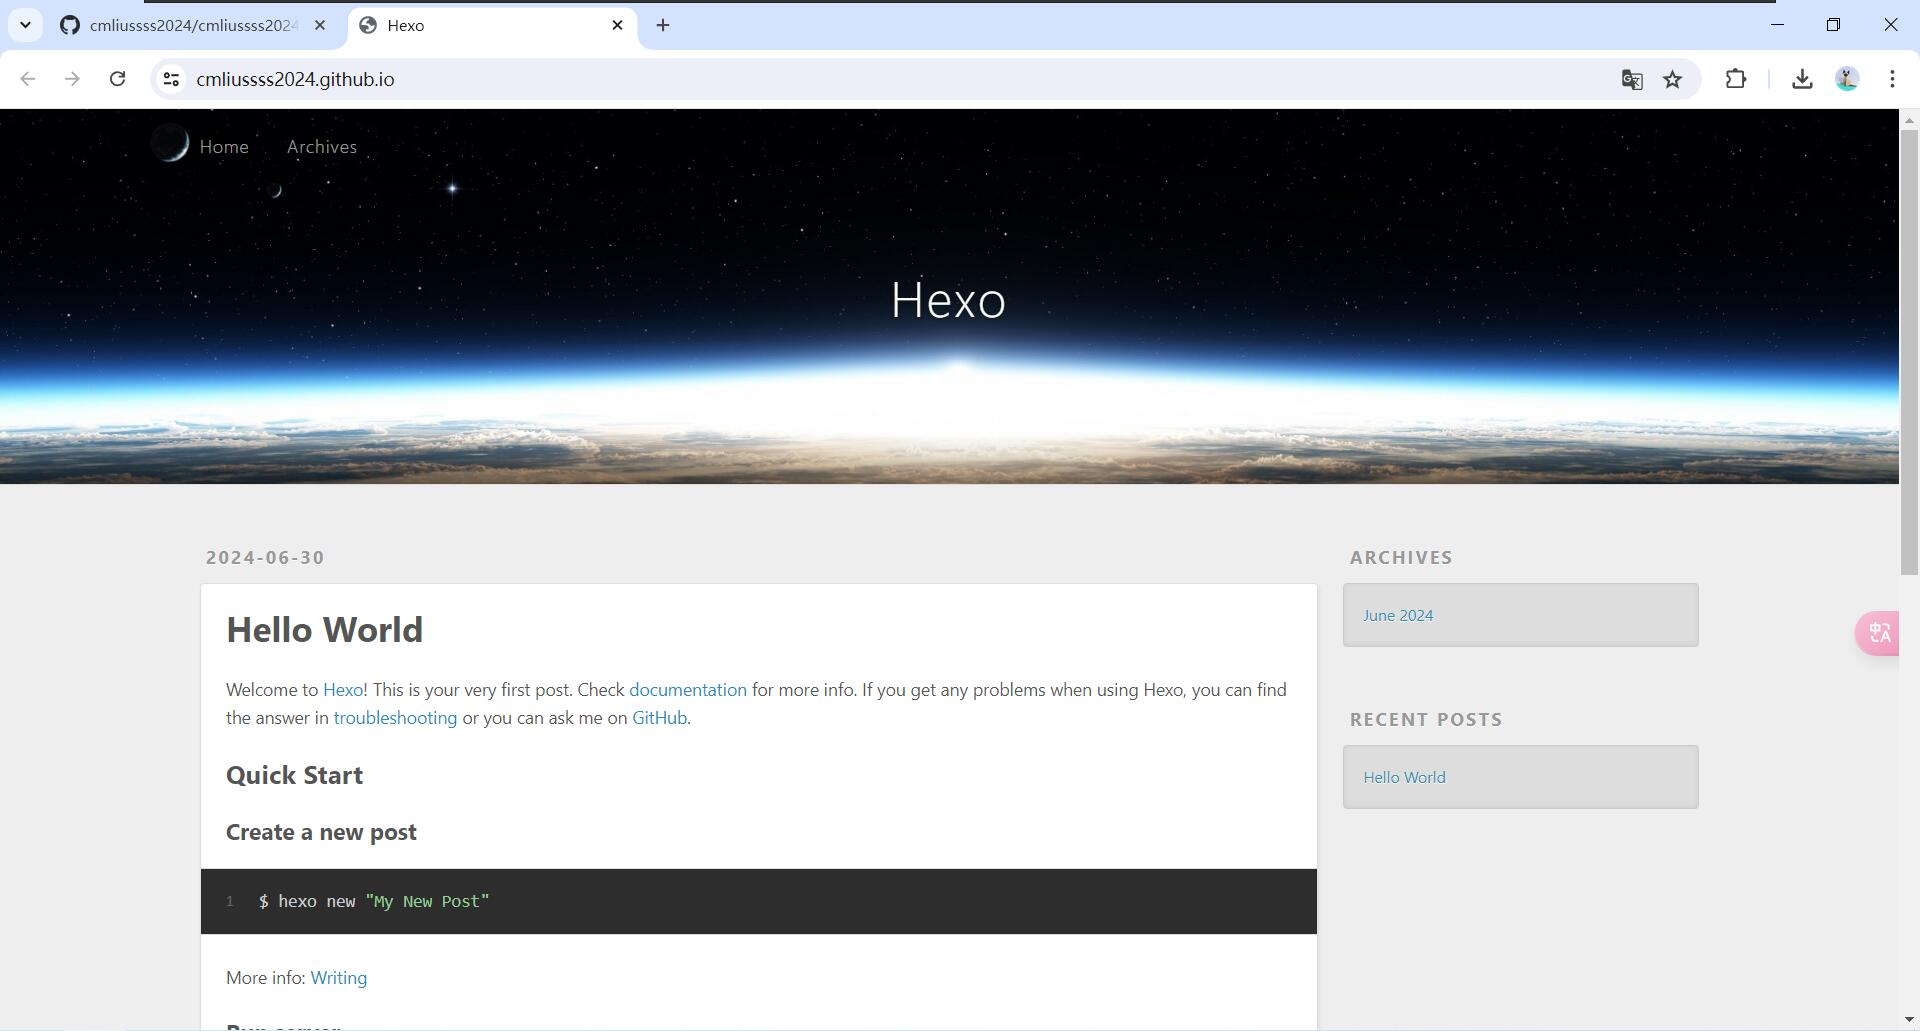 cmliussss2024/cmliussss2024
Hexo
cmliussss2024.github.io
Home
Archives
Hexo
2024-06-30
Hello World
Welcome to Hexo! This is your very first post. Check documentation for more info. If you get any problems when using Hexo, you can find
the answer in troubleshooting or you can ask me on GitHub.
Quick Start
Create a new post
1 $ hexo new "My New Post"
More info: Writing
Run server
ARCHIVES
June 2024
RECENT POSTS
Hello World